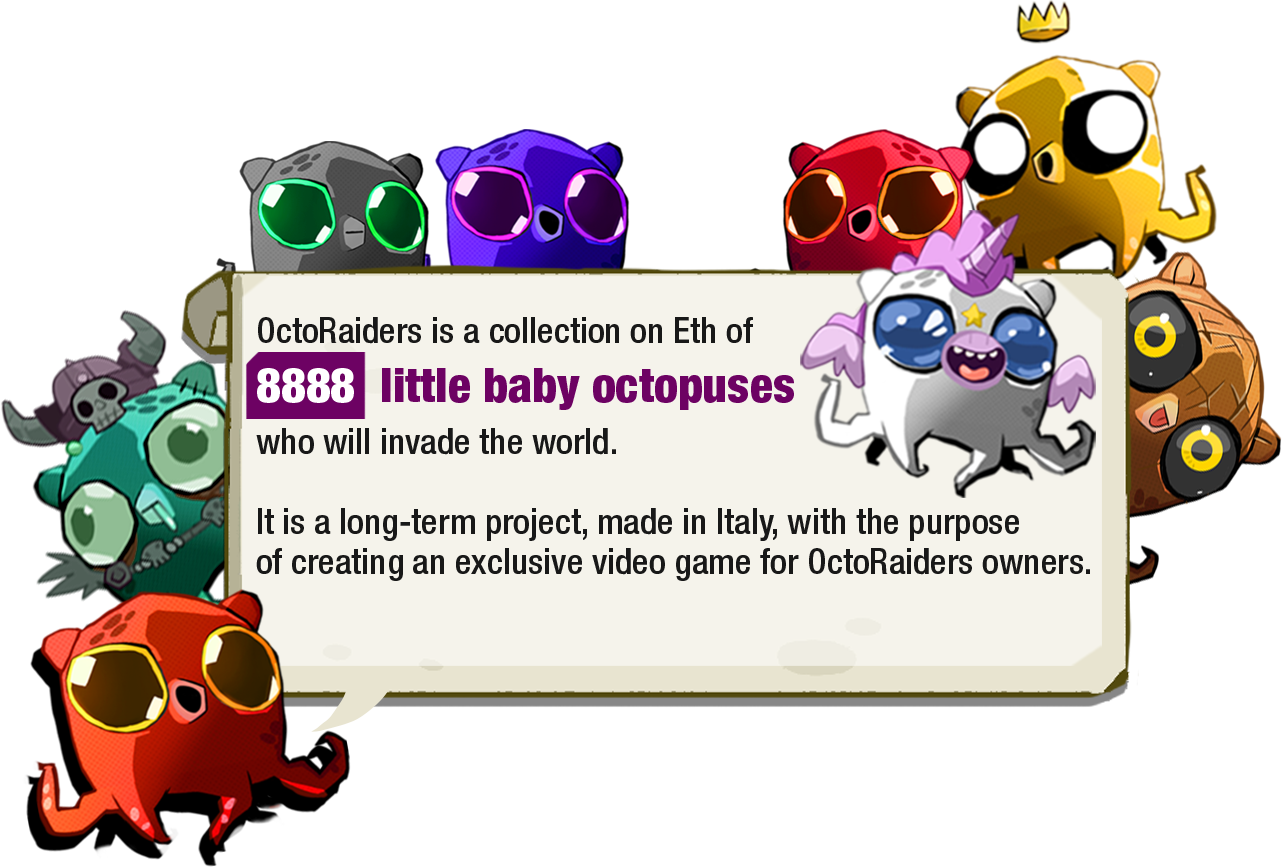 OctoRaiders is a collection on Eth of
8888 little baby octopuses
who will invade the world.
It is a long-term project, made in Italy, with the purpose
of creating an exclusive video game for OctoRaiders owners.